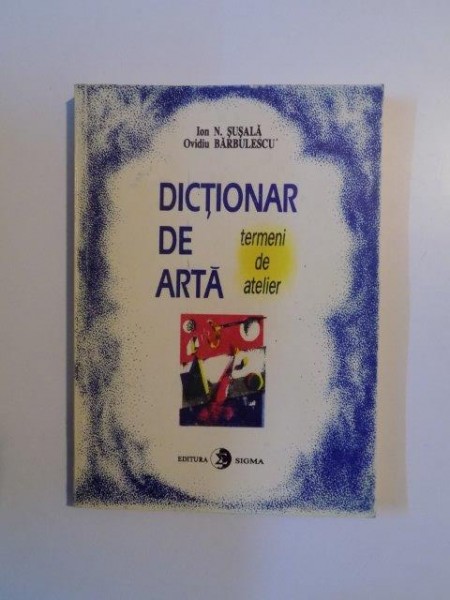 Ion N. ȘUȘALĂ
Ovidiu BĂRBULESCU
DICȚIONAR
DE
ARTĂ
termeni
de
atelier
EDITURA SIGMA